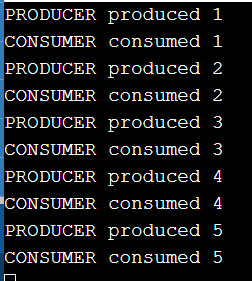 PRODUCER produced 1
CONSUMER consumed 1
PRODUCER produced 2
CONSUMER consumed 2
PRODUCER produced 3
CONSUMER consumed 3
PRODUCER produced 4
CONSUMER consumed 4
PRODUCER produced 5
CONSUMER consumed 5